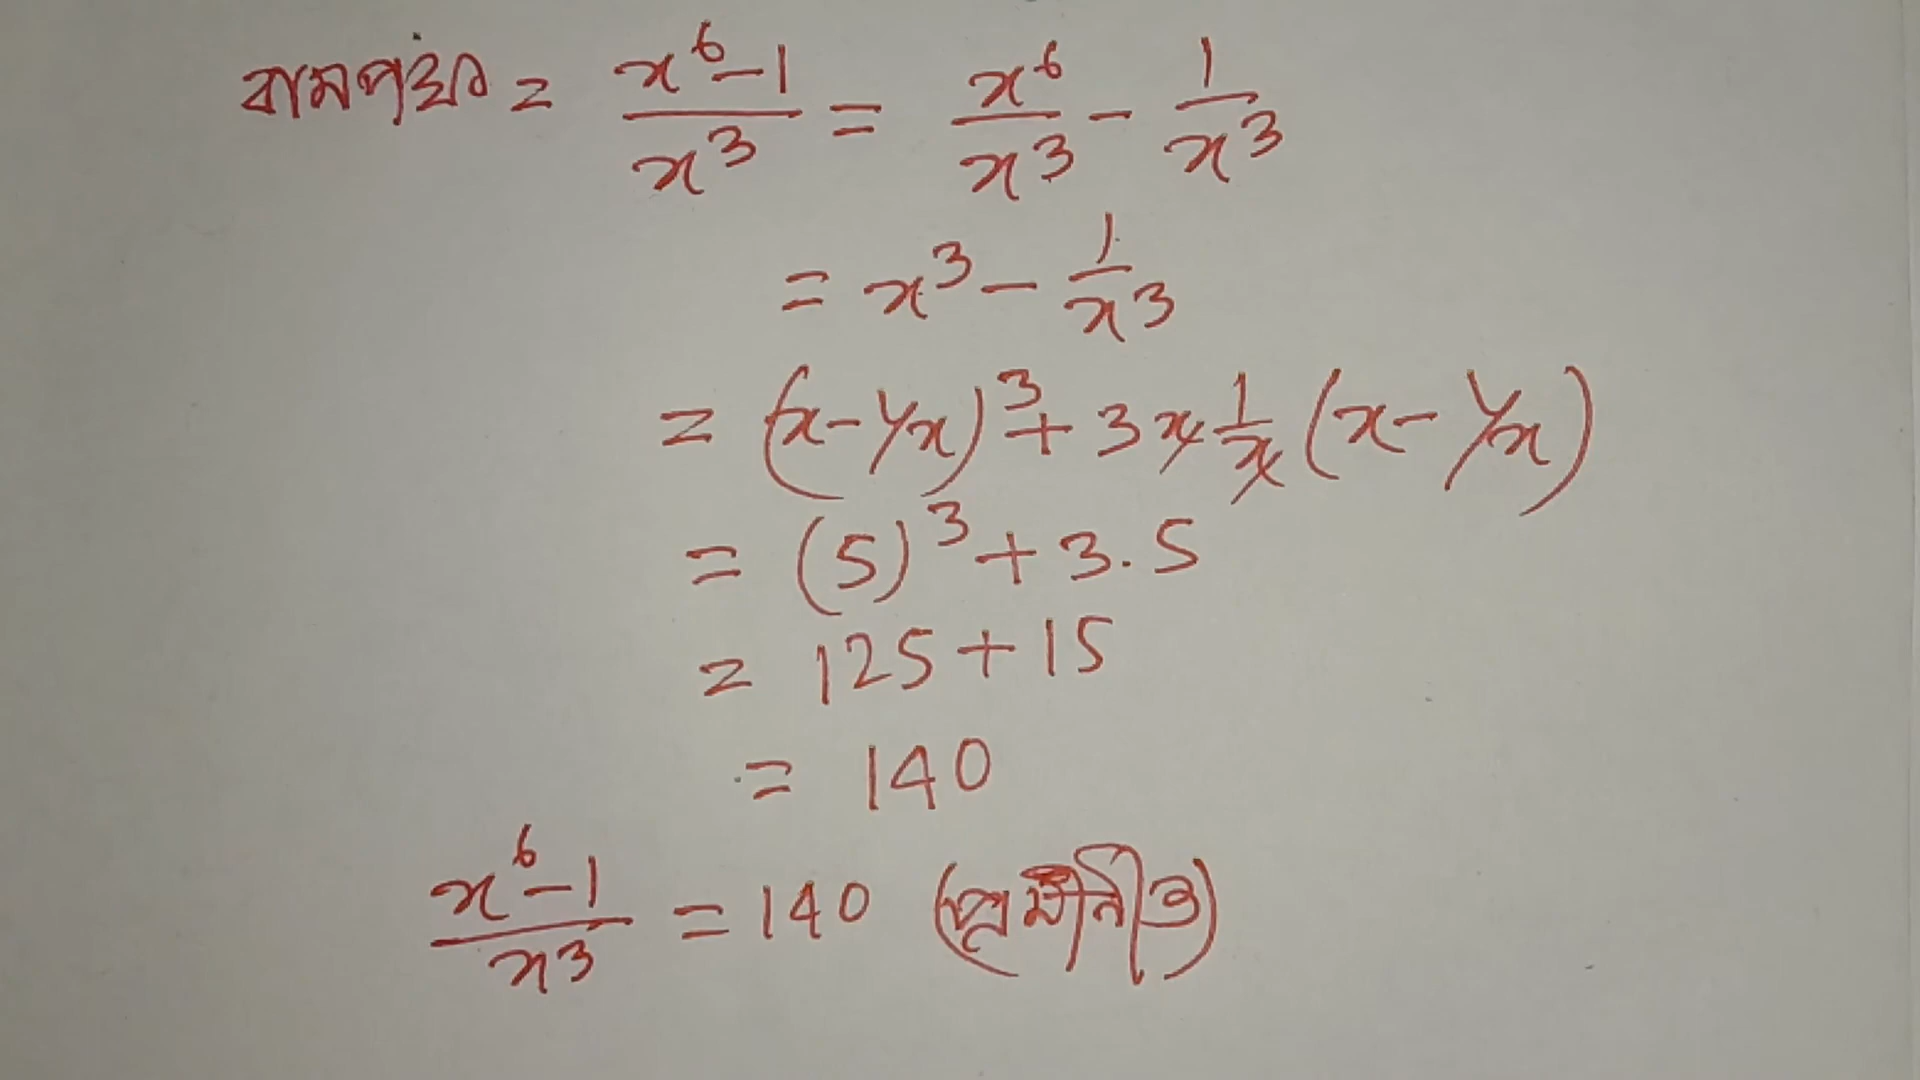 বামপক্ষ = x⁶-1/x³ = x⁶/x³ - 1/x³
= x³ - 1/x³
= (x-1/x)³ + 3x·1/x (x-1/x)
= (5)³ + 3.5
= 125 + 15
= 140
x⁶-1/x³ = 140 (প্রমানীত)